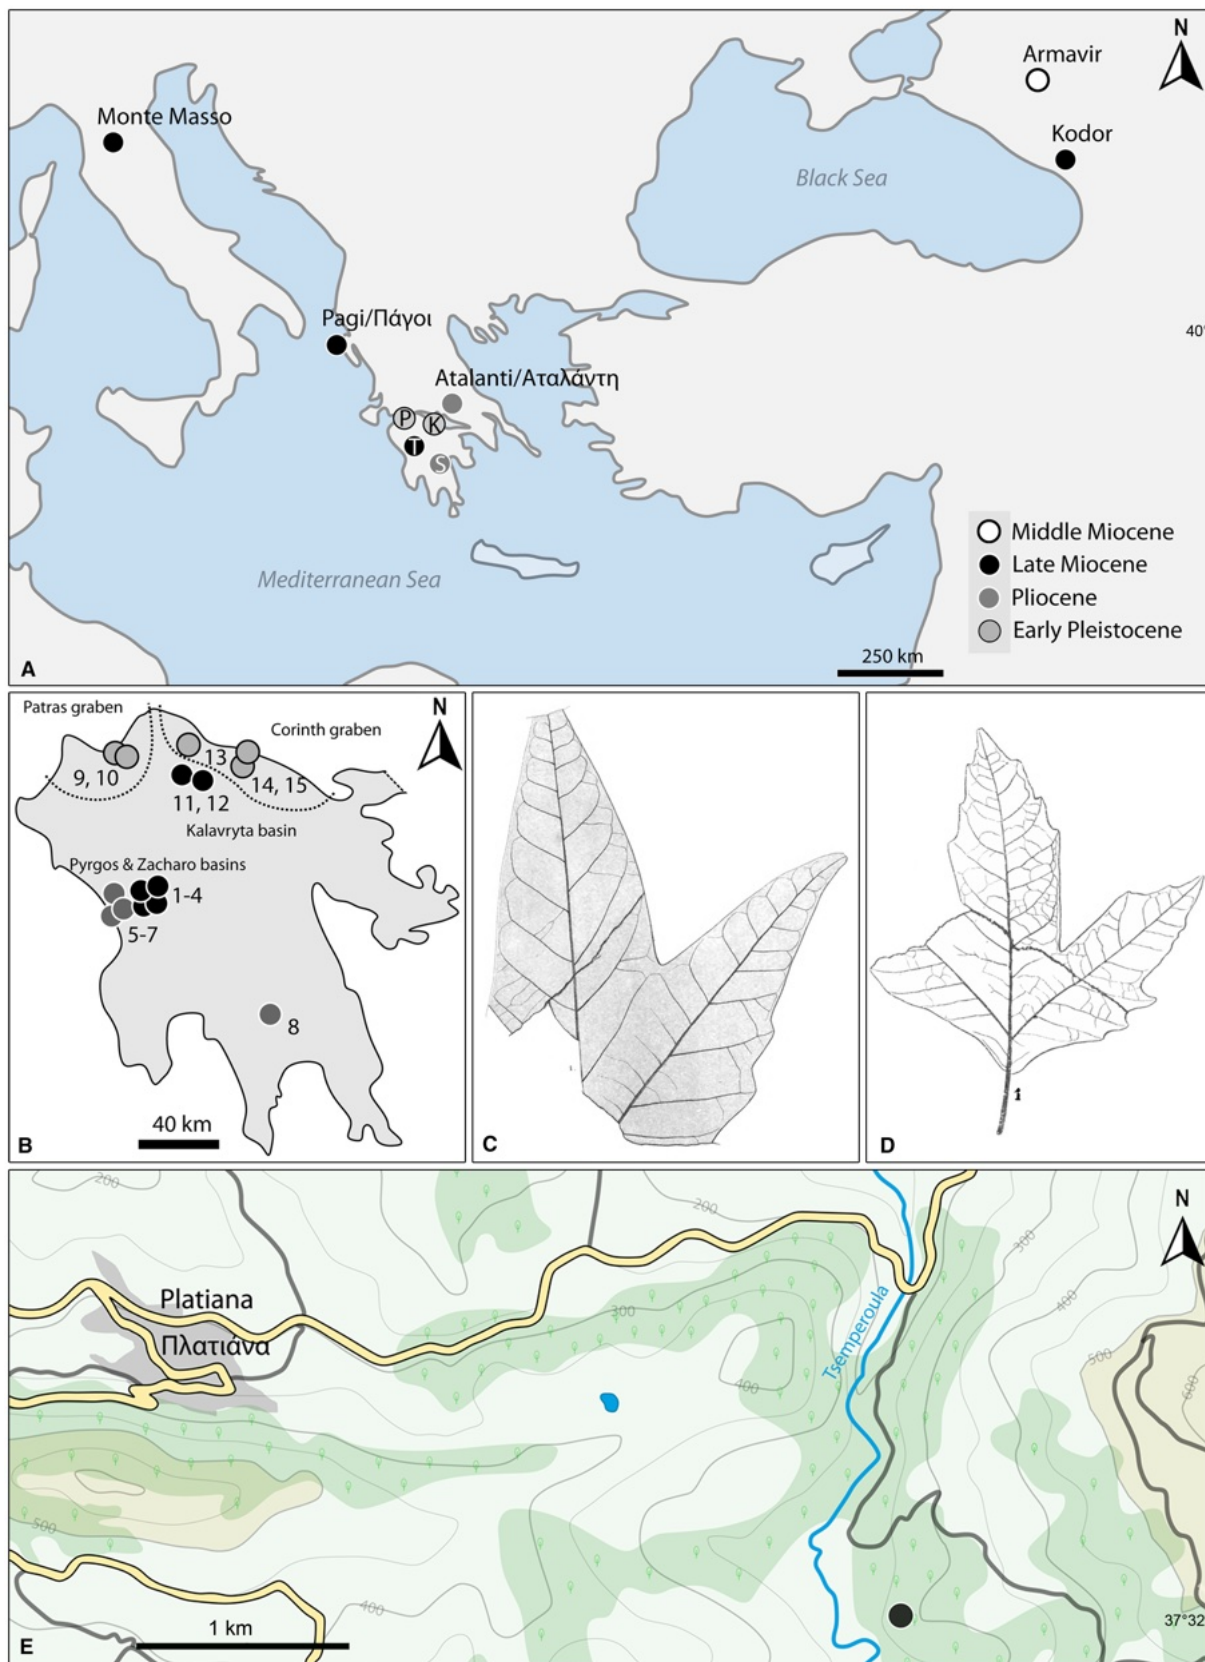 N
Armavir
Monte Masso
Kodor
Black Sea
Pagi/Πάγοι
40°
Atalanti/Αταλάντη
P
K
T
S
Middle Miocene
Late Miocene
Mediterranean Sea
Pliocene
Early Pleistocene
A
250 km
Patras graben
N
Corinth graben
13
9, 10
14, 15
11, 12
Kalavryta basin
Pyrgos & Zacharo basins
1-4
5-7
8
40 km
B
C
1
D
200
200
N
300
Platiana
Πλατιάνα
300
400
Tsemperoula
500
400
600
500
400
1 km
37°32
E